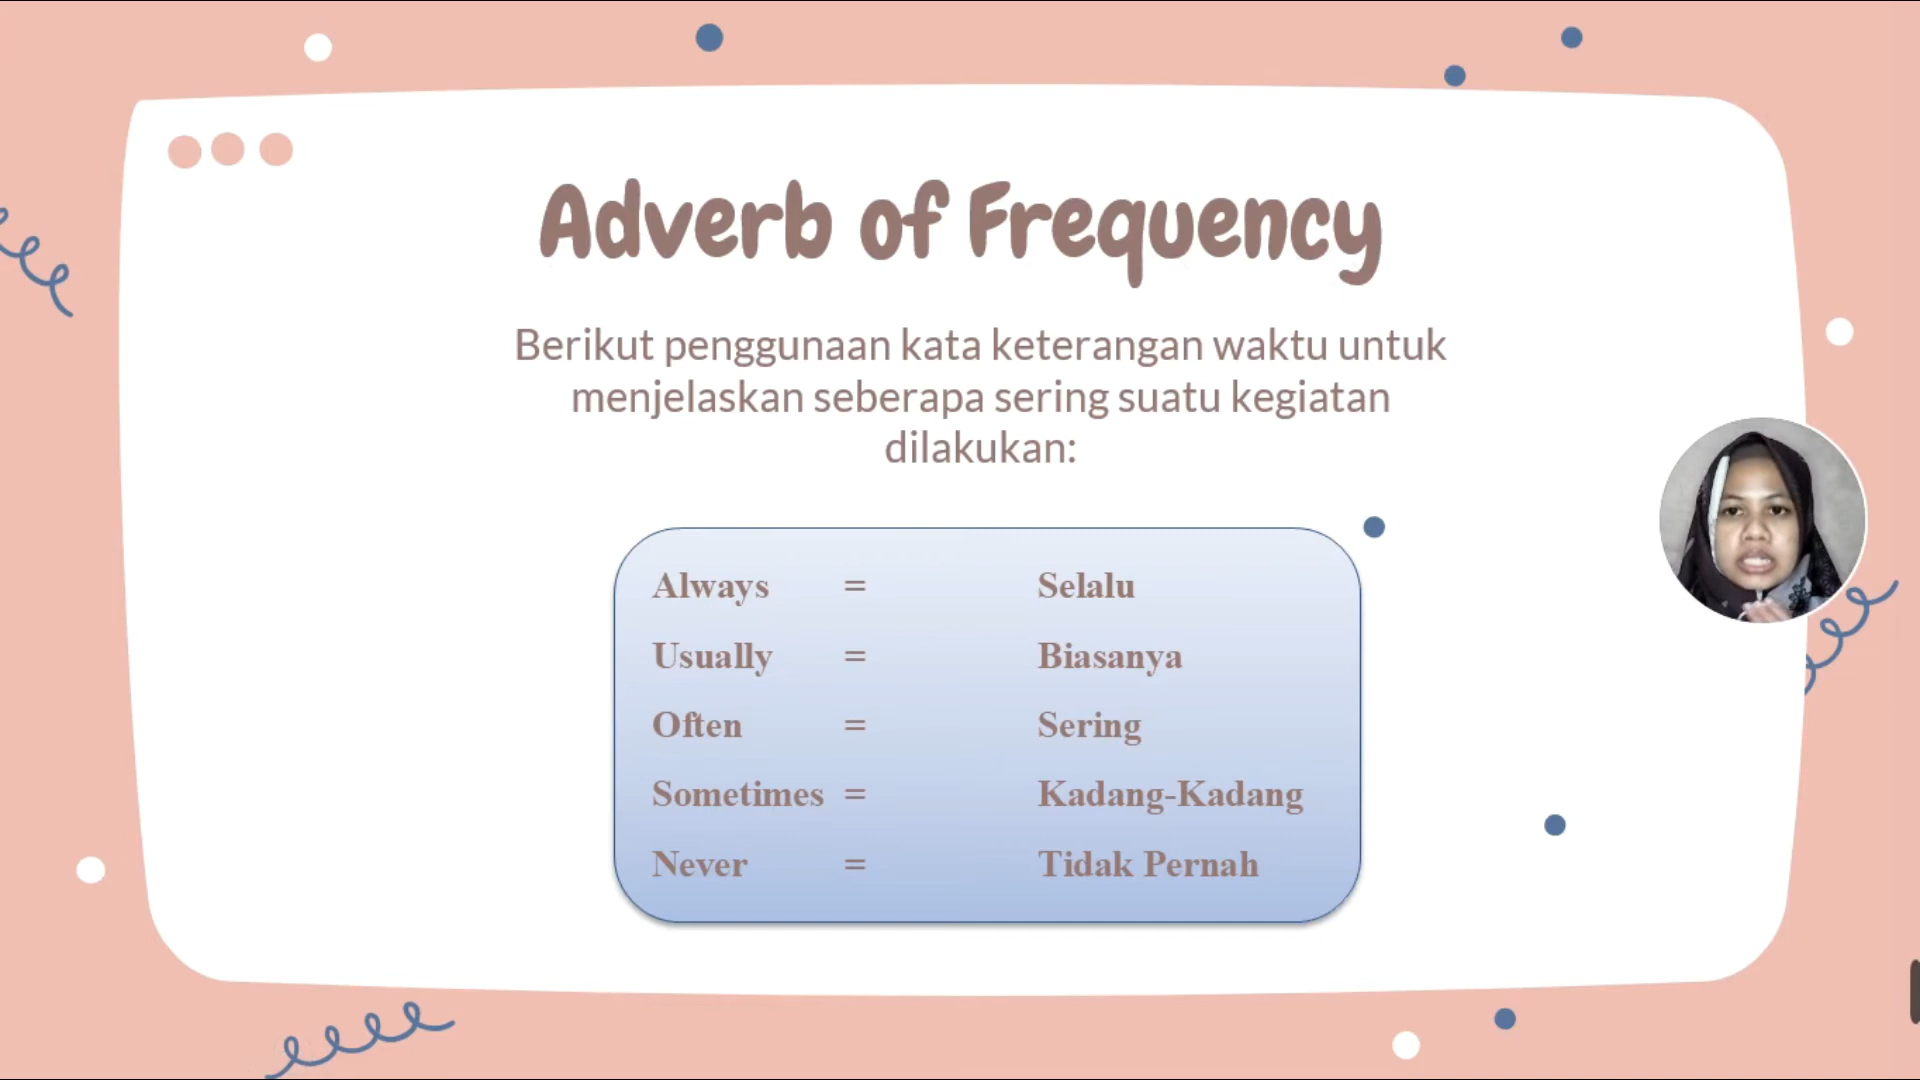 Adverb of Frequency
Berikut penggunaan kata keterangan waktu untuk
menjelaskan seberapa sering suatu kegiatan
dilakukan:
Always = Selalu
Usually = Biasanya
Often = Sering
Sometimes = Kadang-Kadang
Never = Tidak Pernah